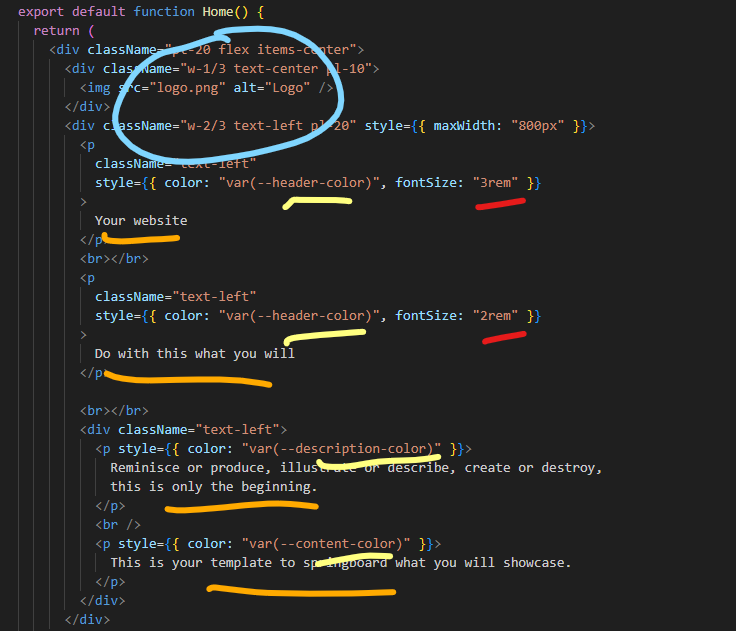 export default function Home() {
return (
<div className="pt-20 flex items-center">
<div className="w-1/3 text-center pl-10">
<img src="logo.png" alt="Logo" />
</div>
<div className="w-2/3 text-left pl-20" style={{ maxWidth: "800px" }}>
<p
className="text-left"
style={{ color: "var(--header-color)", fontSize: "3rem" }}
>
Your website
</p
<br></br>
<p
className="text-left"
style={{ color: "var(--header-color)", fontSize: "2rem" }}
>
Do with this what you will
</p
<br></br>
<div className="text-left">
<p style={{ color: "var(--description-color)" }}>
Reminisce or produce, illustrate or describe, create or destroy,
this is only the beginning.
</p>
<br />
<p style={{ color: "var(--content-color)" }}>
This is your template to springboard what you will showcase.
</p>
</div>
</div>